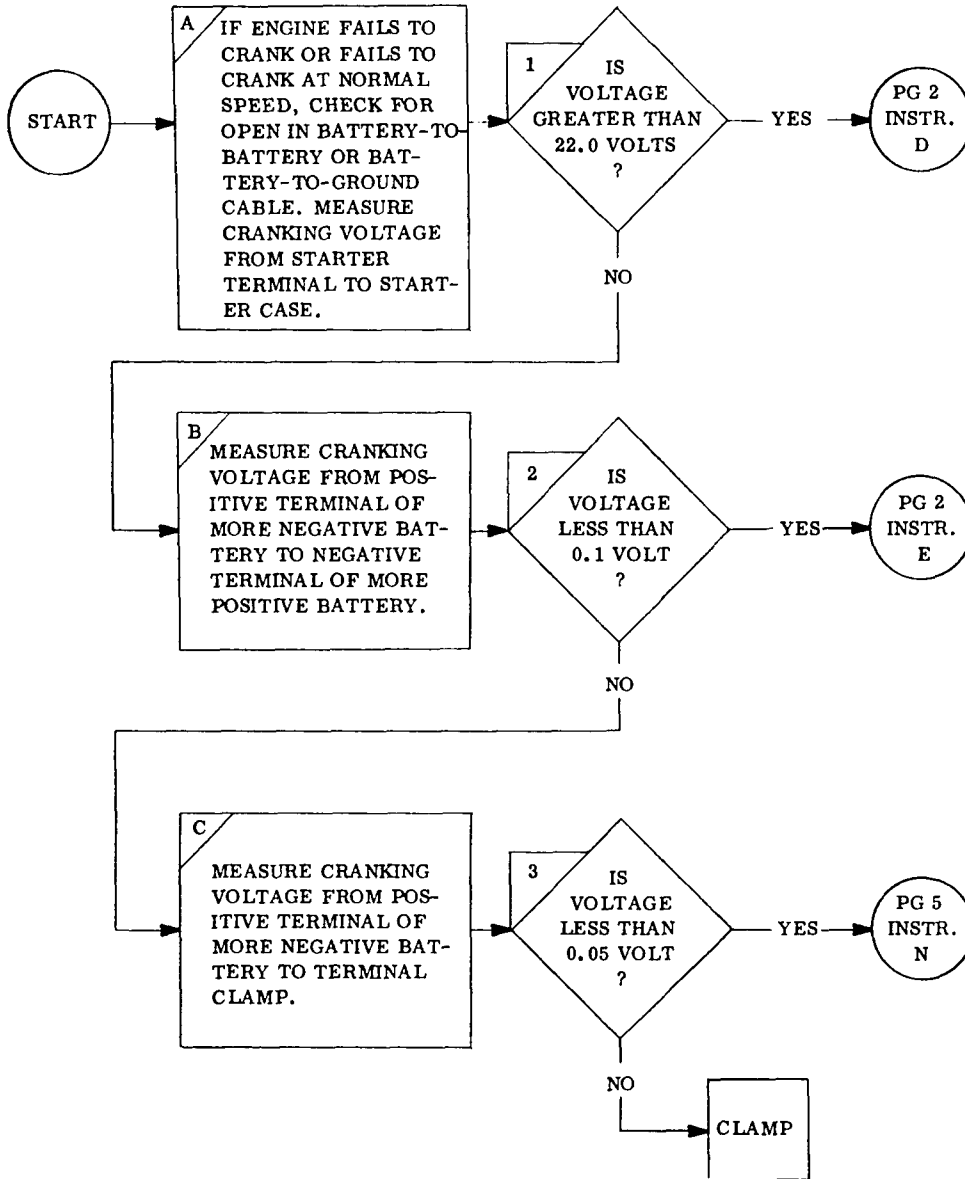 START
A
IF ENGINE FAILS TO
CRANK OR FAILS TO
CRANK AT NORMAL
SPEED, CHECK FOR
OPEN IN BATTERY-TO
BATTERY OR BAT-
TERY-TO-GROUND
CABLE. MEASURE
CRANKING VOLTAGE
FROM STARTER
TERMINAL TO START-
ER CASE.
1
IS
VOLTAGE
GREATER THAN
22.0 VOLTS
?
YES
PG 2
INSTR.
D
NO
B
MEASURE CRANKING
VOLTAGE FROM POS-
ITIVE TERMINAL OF
MORE NEGATIVE BAT-
TERY TO NEGATIVE
TERMINAL OF MORE
POSITIVE BATTERY.
2
IS
VOLTAGE
LESS THAN
0.1 VOLT
?
YES
PG 2
INSTR.
E
NO
C
MEASURE CRANKING
VOLTAGE FROM POS-
ITIVE TERMINAL OF
MORE NEGATIVE BAT-
TERY TO TERMINAL
CLAMP.
3
IS
VOLTAGE
LESS THAN
0.05 VOLT
?
YES
PG 5
INSTR.
N
NO
CLAMP